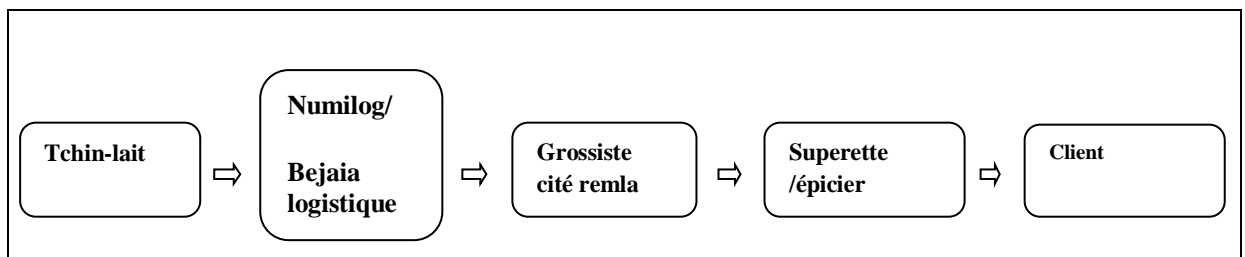 Tchin-lait
Numilog/
Bejaia
logistique
Grossiste
cité remla
Superette
/épicier
Client